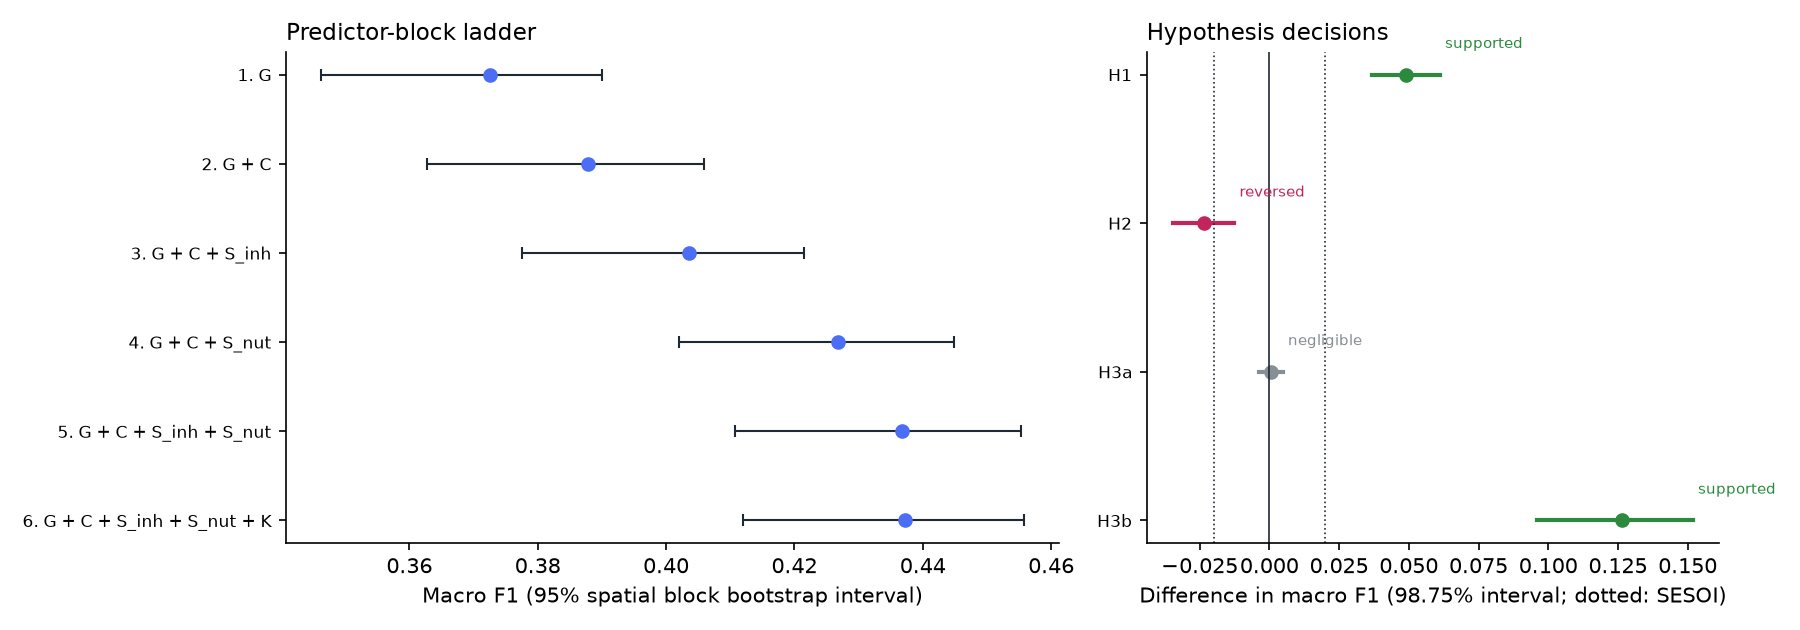 Predictor-block ladder
1. G
2. G + C
3. G + C + S_inh
4. G + C + S_nut
5. G + C + S_inh + S_nut
6. G + C + S_inh + S_nut + K
0.36 0.38 0.40 0.42 0.44 0.46
Macro F1 (95% spatial block bootstrap interval)
Hypothesis decisions
supported
H1
reversed
H2
negligible
H3a
supported
H3b
−0.025 0.000 0.025 0.050 0.075 0.100 0.125 0.150
Difference in macro F1 (98.75% interval; dotted: SESOI)